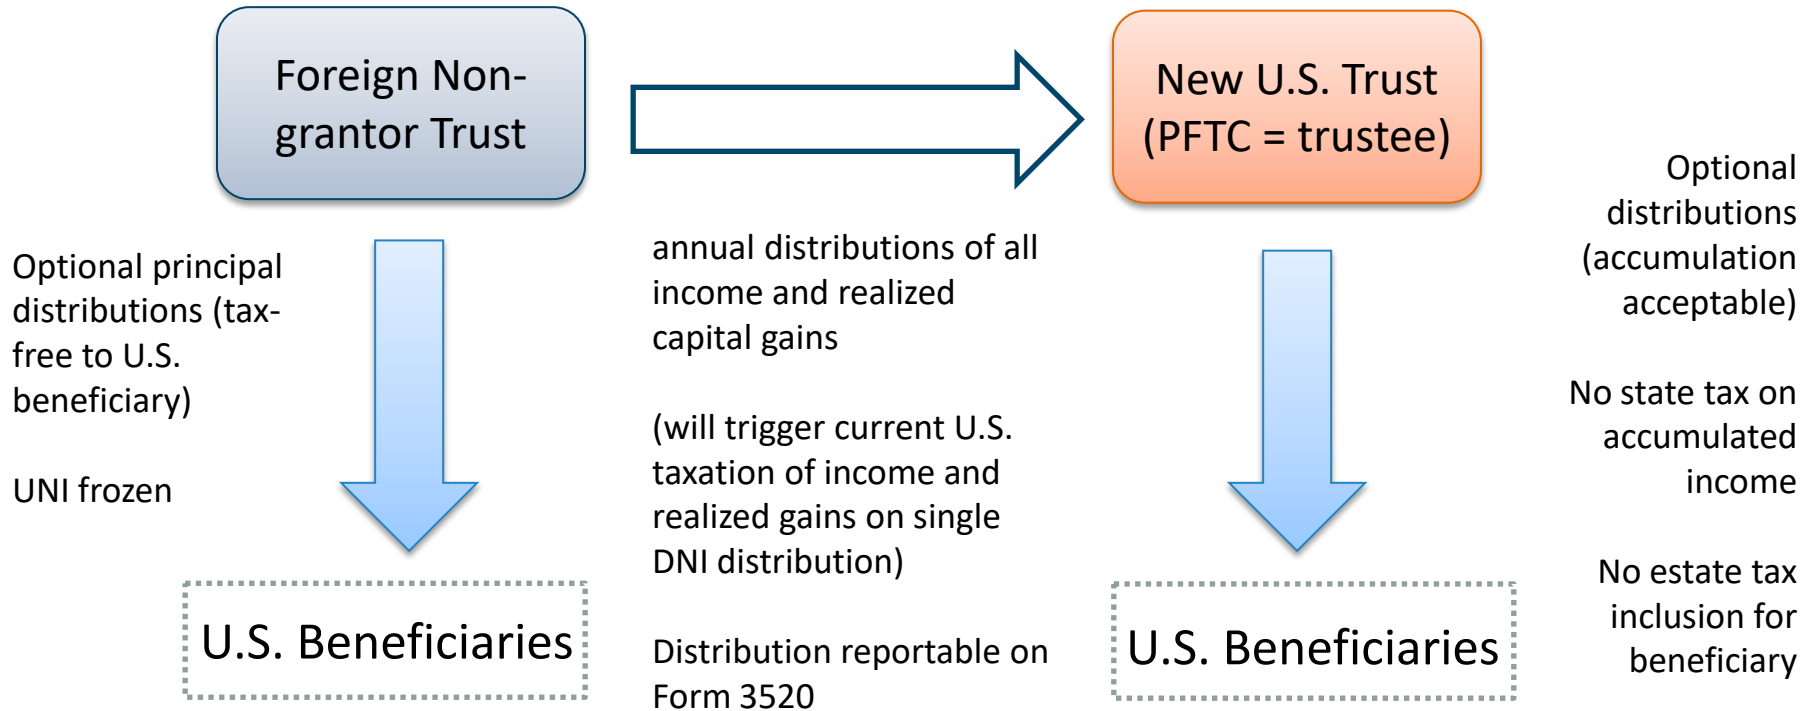 Foreign Non-
grantor Trust
New U.S. Trust
(PFTC = trustee)
Optional principal
distributions (tax-
free to U.S.
beneficiary)
UNI frozen
annual distributions of all
income and realized
capital gains
(will trigger current U.S.
taxation of income and
realized gains on single
DNI distribution)
Distribution reportable on
Form 3520
Optional
distributions
(accumulation
acceptable)
No state tax on
accumulated
income
No estate tax
inclusion for
beneficiary
U.S. Beneficiaries
U.S. Beneficiaries